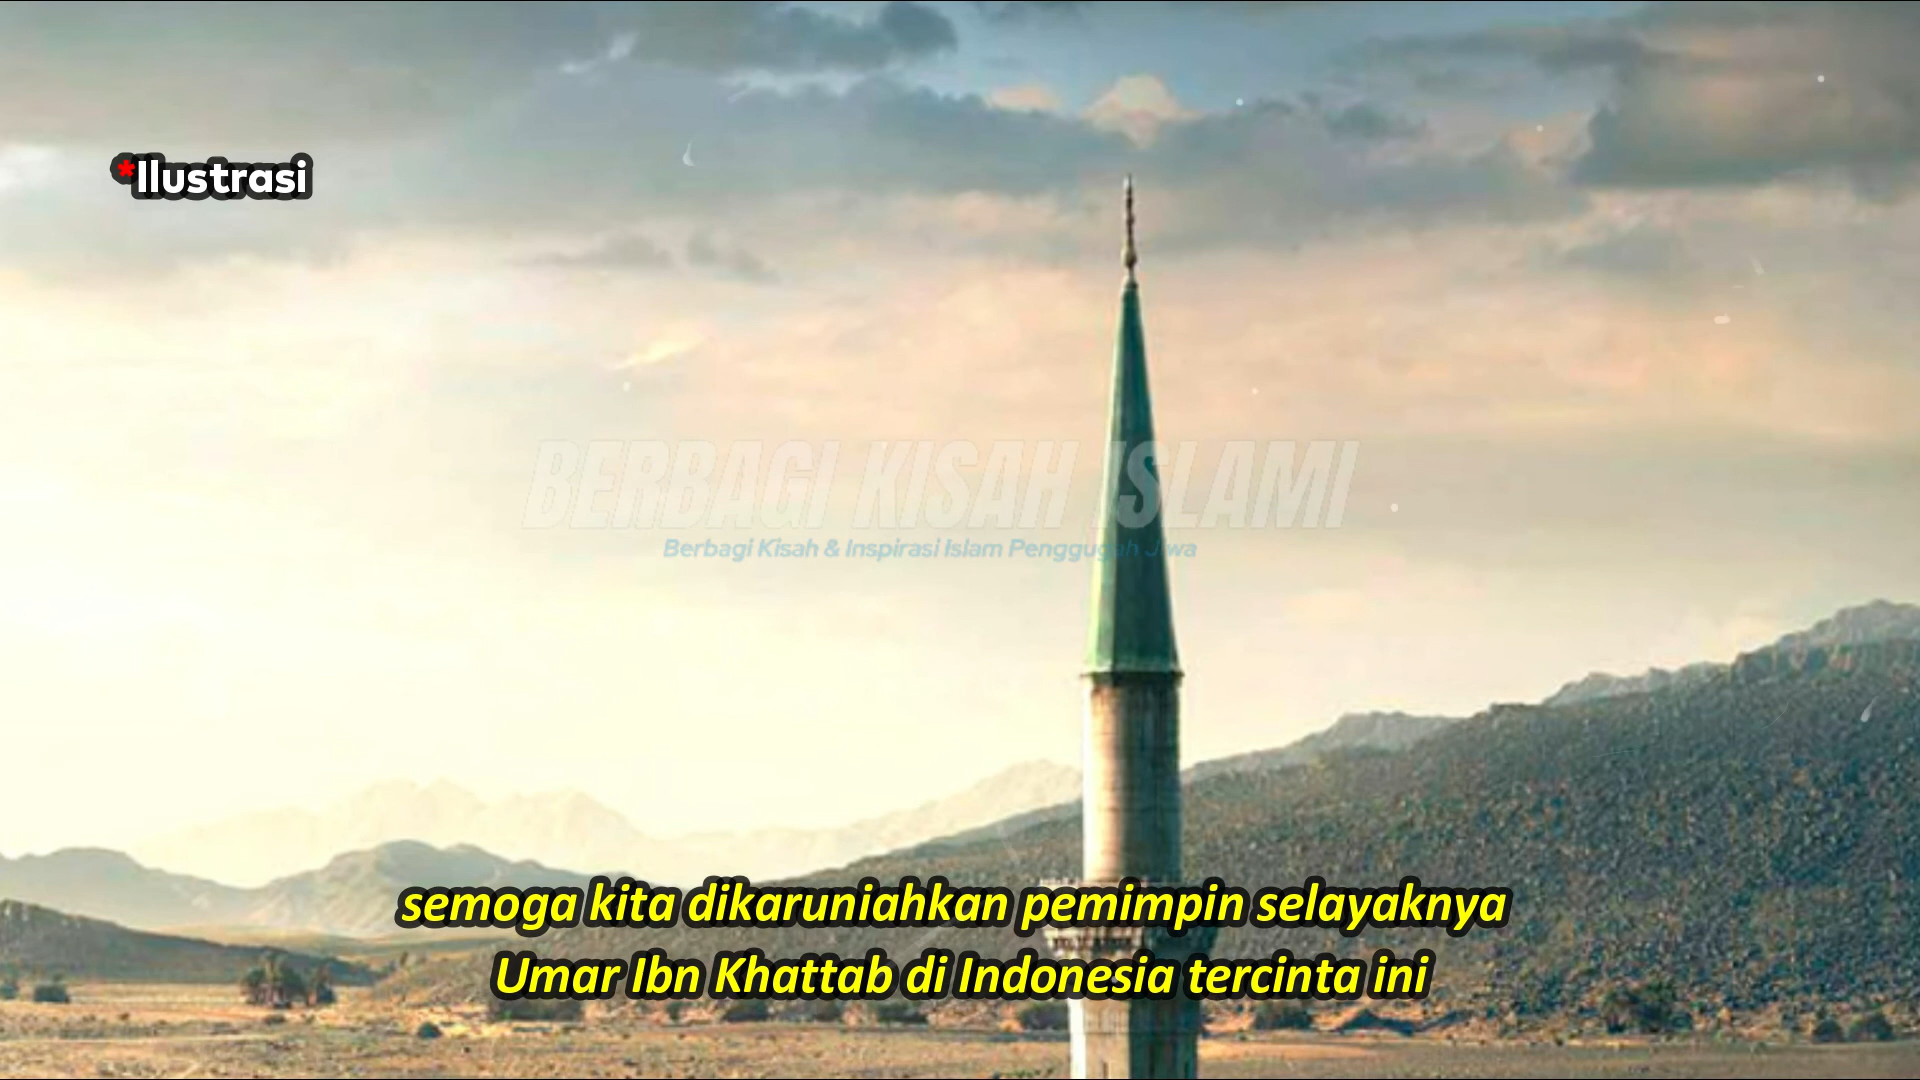 *Ilustrasi
BERBAGI KISAH ISLAMI
Berbagi Kisah & Inspirasi Islam Penggugah Jiwa
semoga kita dikaruniahkan pemimpin selayaknya
Umar Ibn Khattab di Indonesia tercinta ini